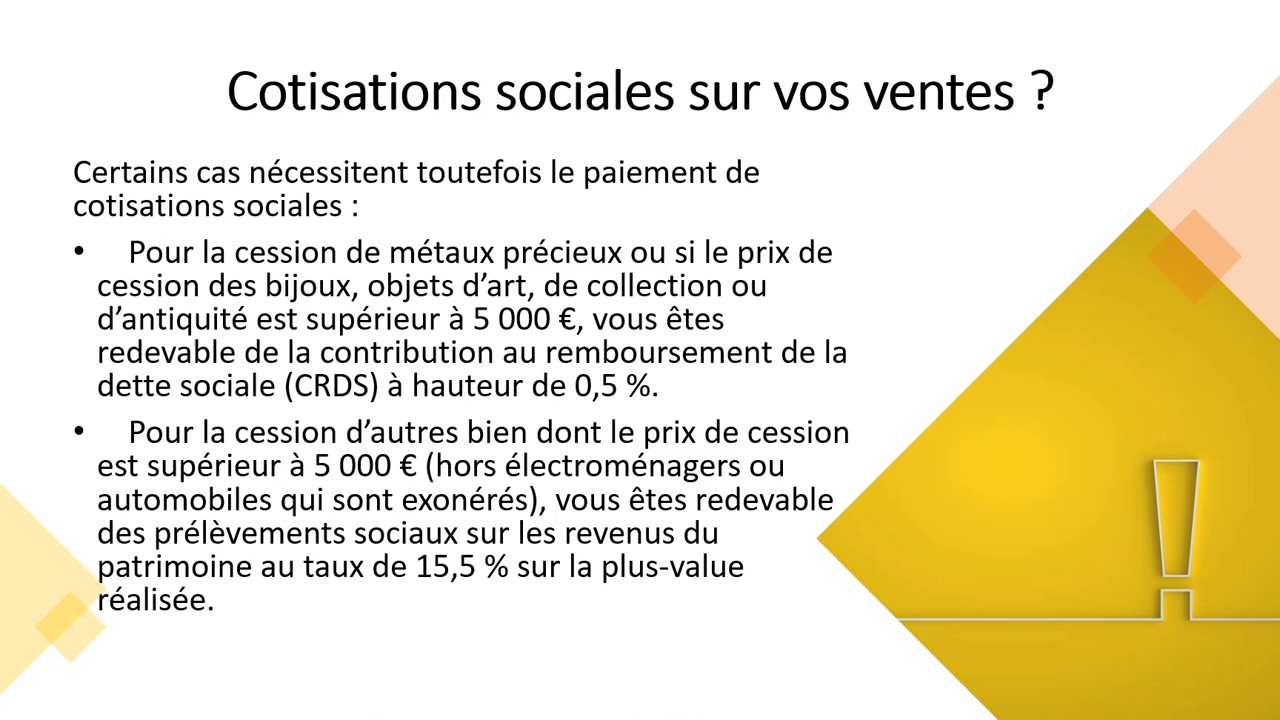 Cotisations sociales sur vos ventes ?
Certains cas nécessitent toutefois le paiement de
cotisations sociales :
• Pour la cession de métaux précieux ou si le prix de
cession des bijoux, objets d’art, de collection ou
d’antiquité est supérieur à 5 000 €, vous êtes
redevable de la contribution au remboursement de la
dette sociale (CRDS) à hauteur de 0,5 %.
• Pour la cession d’autres bien dont le prix de cession
est supérieur à 5 000 € (hors électroménagers ou
automobiles qui sont exonérés), vous êtes redevable
des prélèvements sociaux sur les revenus du
patrimoine au taux de 15,5 % sur la plus-value
réalisée.